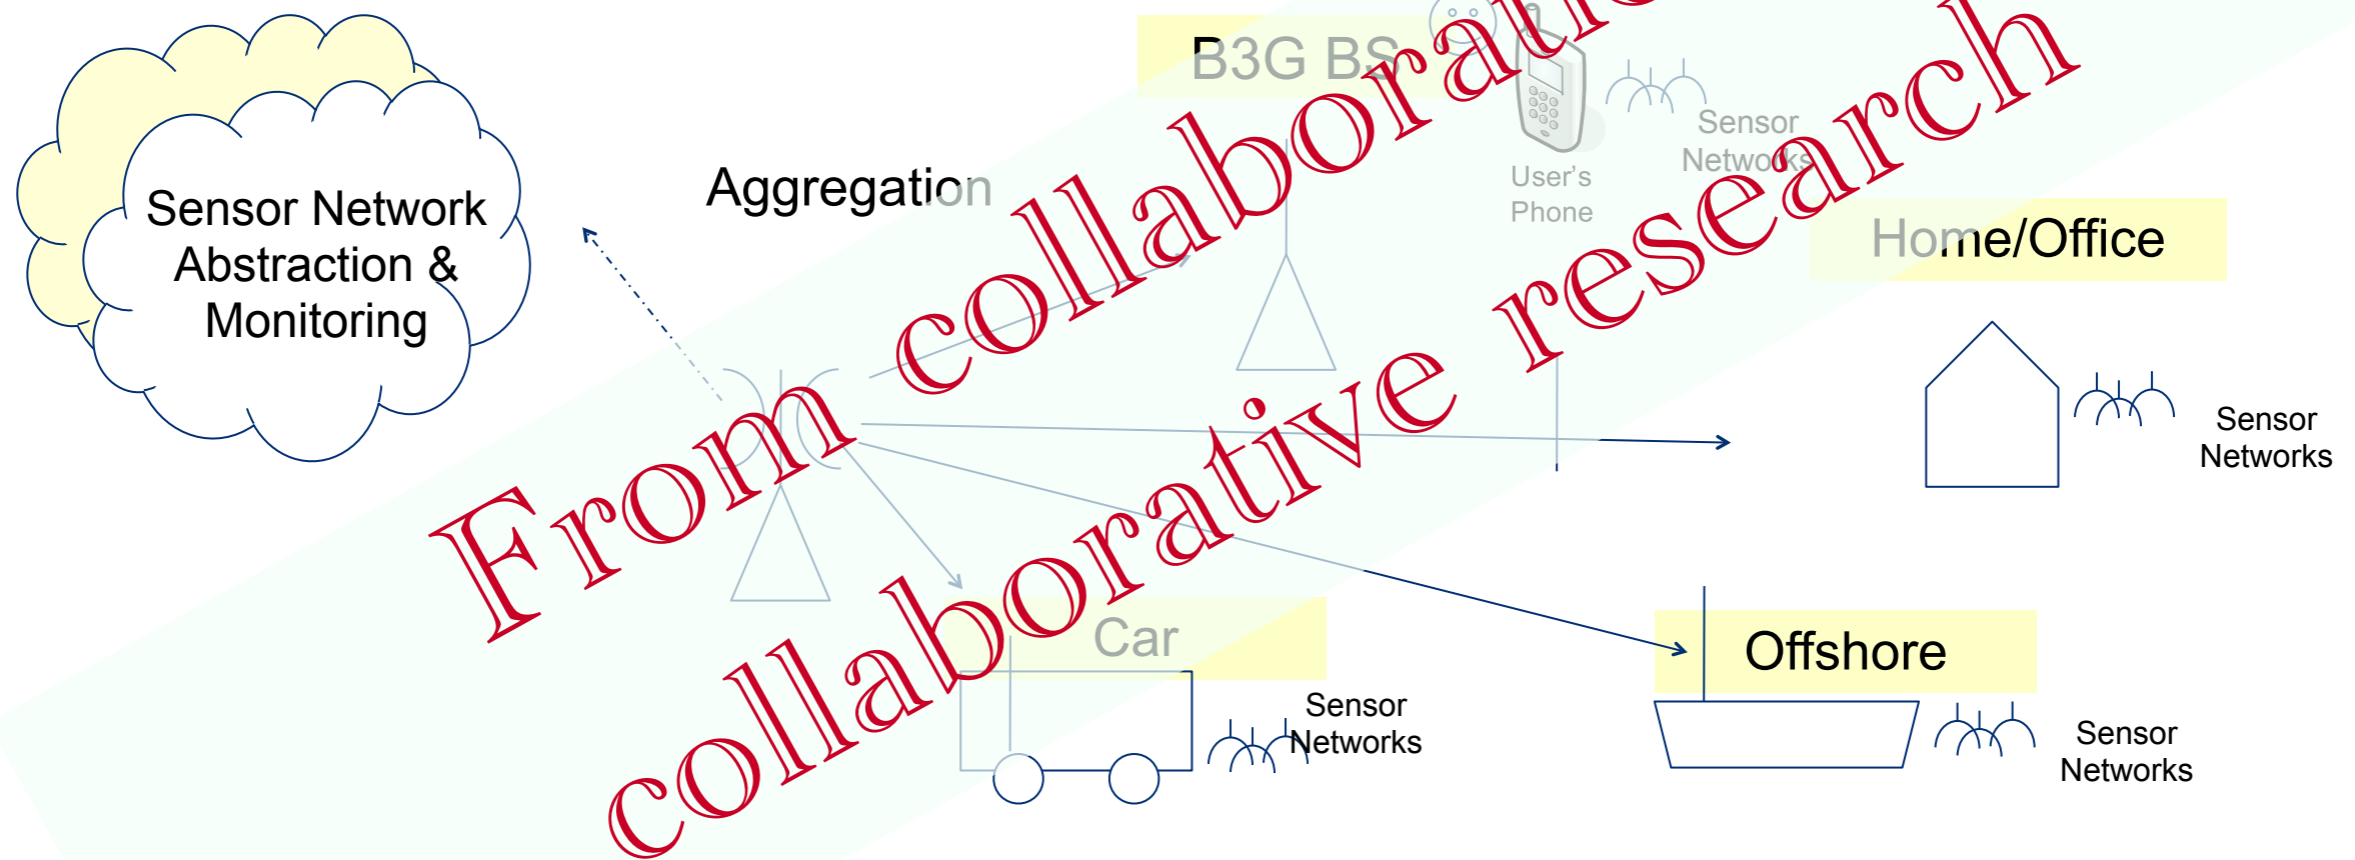 B3G BS
Sensor Network
Abstraction &
Monitoring
Aggregation
User's
Phone
Sensor
Networks
Home/Office
Sensor
Networks
Car
Sensor
Networks
Offshore
Sensor
Networks
From
collaborative research